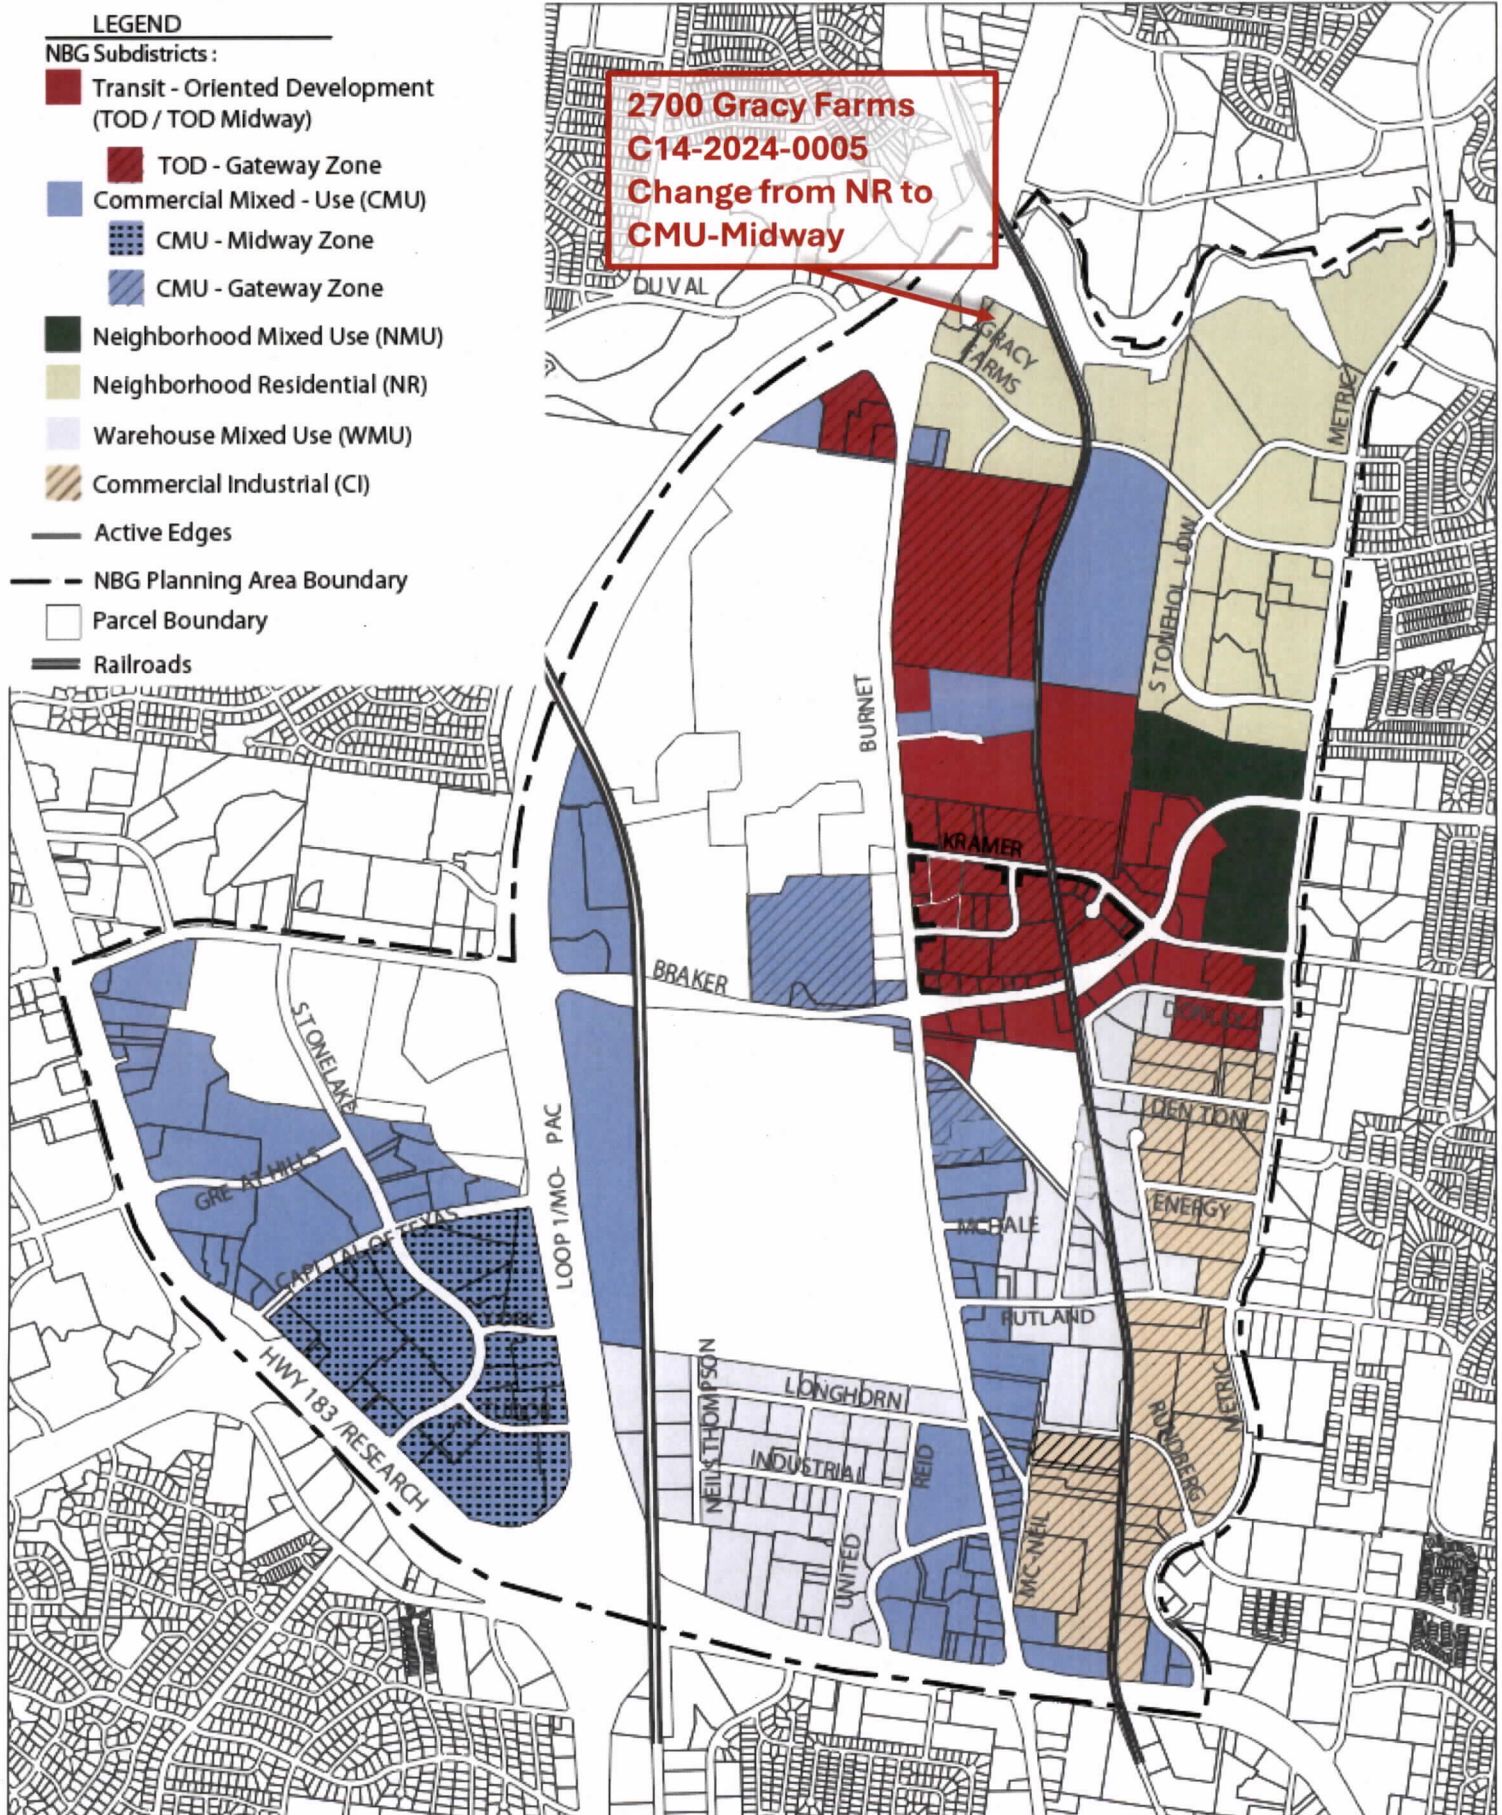 LEGEND
NBG Subdistricts :
Transit - Oriented Development
(TOD / TOD Midway)
TOD - Gateway Zone
Commercial Mixed - Use (CMU)
CMU - Midway Zone
CMU - Gateway Zone
Neighborhood Mixed Use (NMU)
Neighborhood Residential (NR)
Warehouse Mixed Use (WMU)
Commercial Industrial (CI)
Active Edges
NBG Planning Area Boundary
Parcel Boundary
Railroads
2700 Gracy Farms
C14-2024-0005
Change from NR to
CMU-Midway
DUVAL
GRACY
FARMS
METRIC
STONEHOLLOW
BURNET
KRAMER
BRAKER
DONLEY
STONELAKE
DENTON
LOOP 1/MO- PAC
GREAT HILLS
ENERGY
CAPITAL OF TEXAS
MCHALE
RUTLAND
HWY 183 /RESEARCH
NEILS THOMPSON
LONGHORN
METRIC
RUNDBERG
INDUSTRIAL
REID
MC-NEIL
UNITED